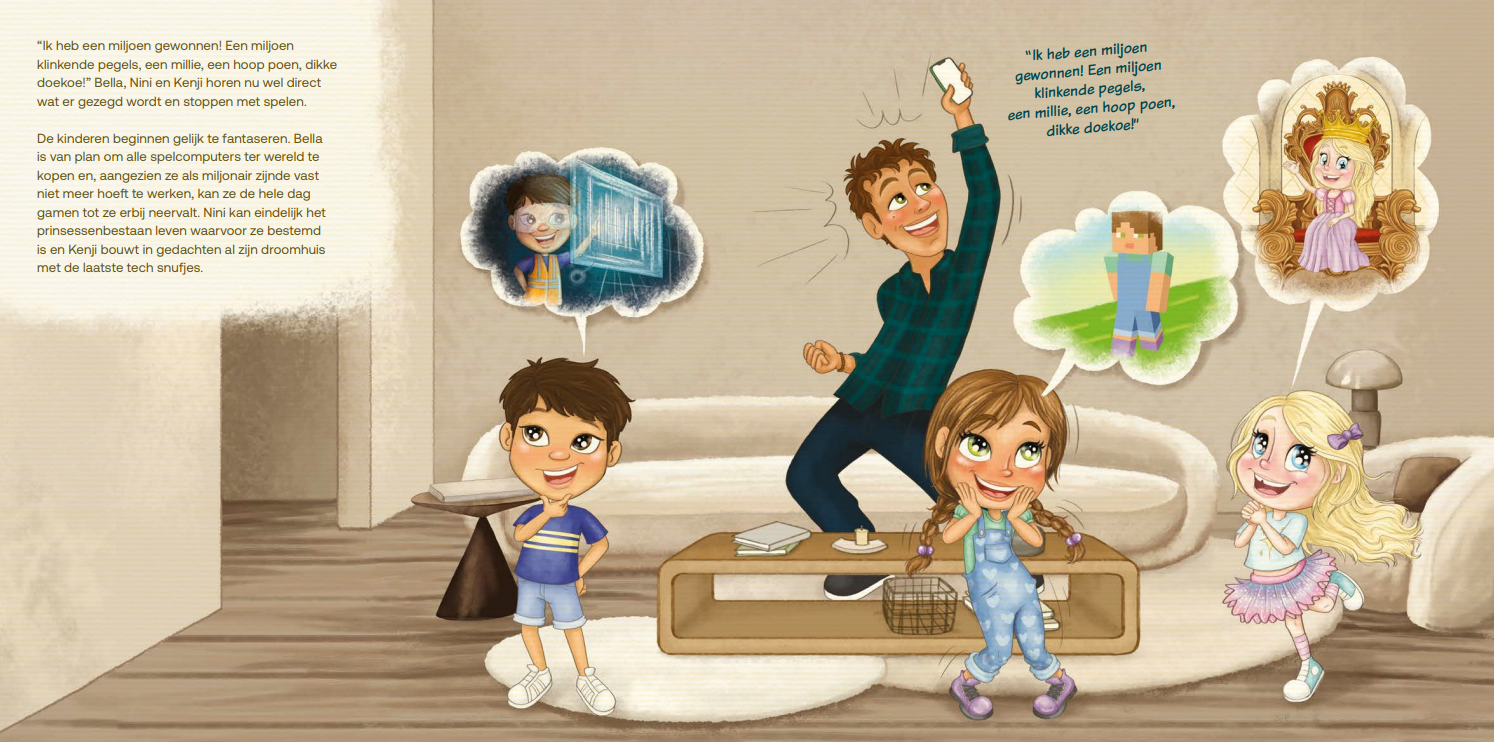 “Ik heb een miljoen gewonnen! Een miljoen
klinkende pegels, een millie, een hoop poen, dikke
doekoe!” Bella, Nini en Kenji horen nu wel direct
wat er gezegd wordt en stoppen met spelen.
De kinderen beginnen gelijk te fantaseren. Bella
is van plan om alle spelcomputers ter wereld te
kopen en, aangezien ze als miljonair zijnde vast
niet meer hoeft te werken, kan ze de hele dag
gamen tot ze erbij neervalt. Nini kan eindelijk het
prinsessenbestaan leven waarvoor ze bestemd
is en Kenji bouwt in gedachten al zijn droomhuis
met de laatste tech snufjes.
"Ik heb een miljoen
gewonnen! Een miljoen
klinkende pegels,
een millie, een hoop poen,
dikke doekoe!"